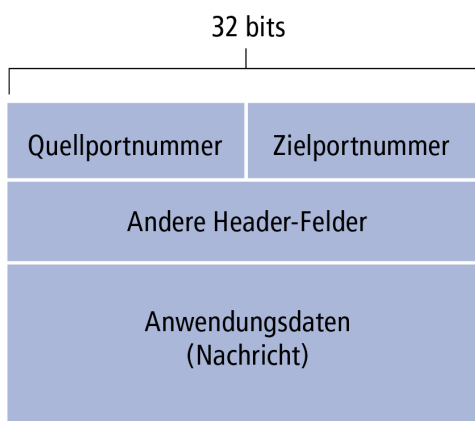 32 bits
Quellportnummer Zielportnummer
Andere Header-Felder
Anwendungsdaten
(Nachricht)